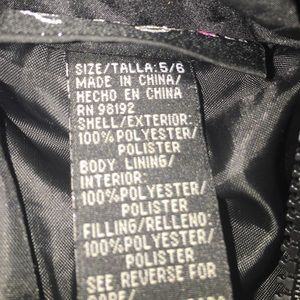 SIZE/TALLA: 5/6
MADE IN CHINA/
HECHO EN CHINA
RN 98192
SHELL/EXTERIOR:
100% POLYESTER/
POLISTER
BODY LINING/
INTERIOR:
100% POLYESTER/
POLISTER
FILLING/RELLENO:
100% POLYESTER/
POLISTER
SEE REVERSE FOR